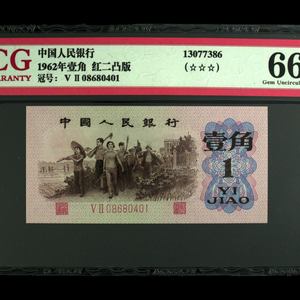 CG
WARRANTY
中国人民银行
1962年壹角 红二凸版
冠号: V II 08680401
13077386
(☆☆☆)
66
Gem Uncircul
中国人民银行
壹角
1
YI
JIAO
V II 08680401